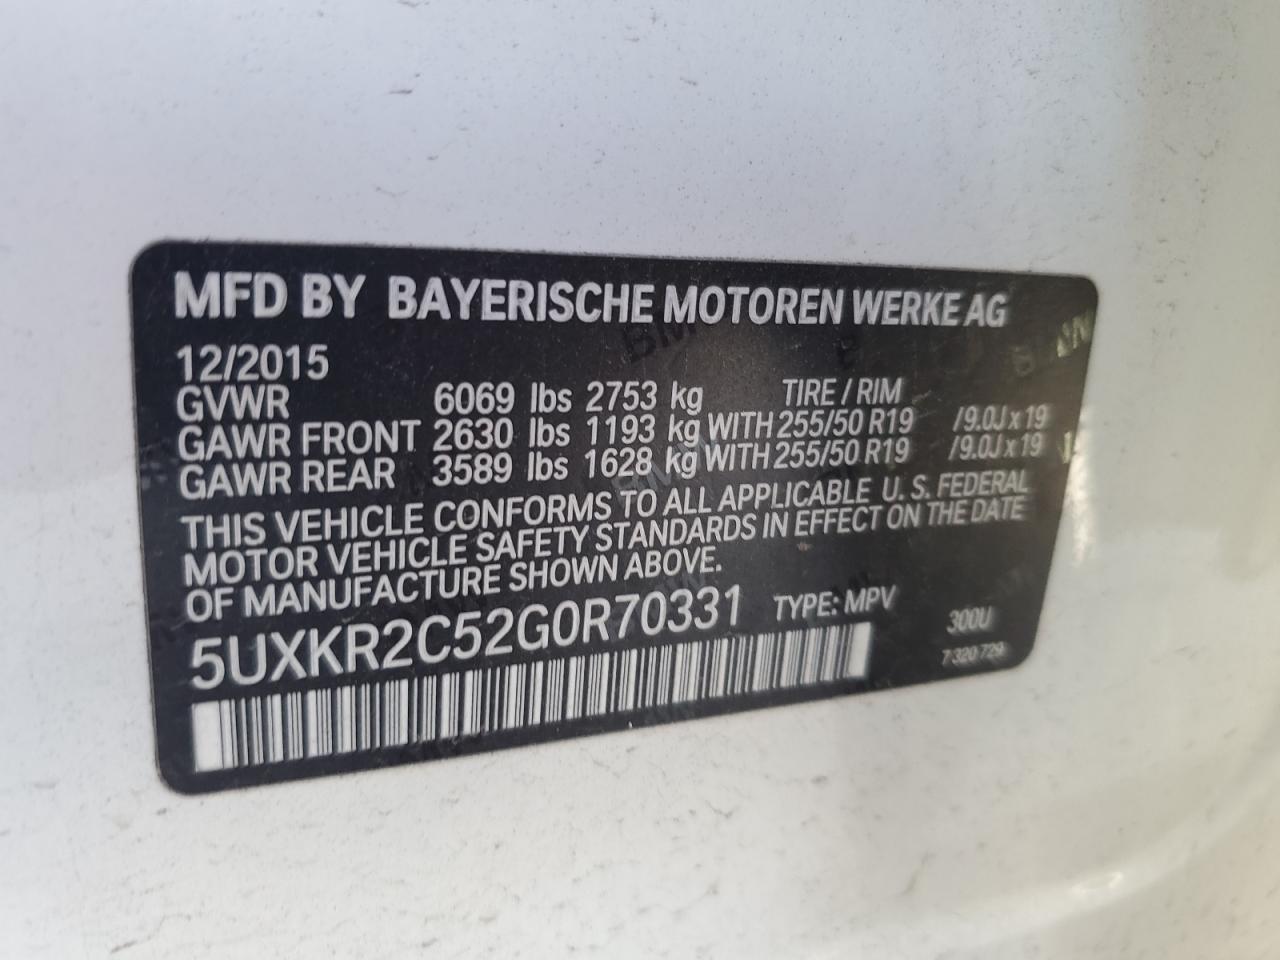 MFD BY BAYERISCHE MOTOREN WERKE AG
12/2015
GVWR 6069 lbs 2753 kg TIRE / RIM
GAWR FRONT 2630 lbs 1193 kg WITH 255/50 R19 /9.0J x 19
GAWR REAR 3589 lbs 1628 kg WITH 255/50 R19 /9.0J x 19
THIS VEHICLE CONFORMS TO ALL APPLICABLE U. S. FEDERAL
MOTOR VEHICLE SAFETY STANDARDS IN EFFECT ON THE DATE
OF MANUFACTURE SHOWN ABOVE.
5UXKR2C52G0R70331 TYPE: MPV 300U
7 320 729